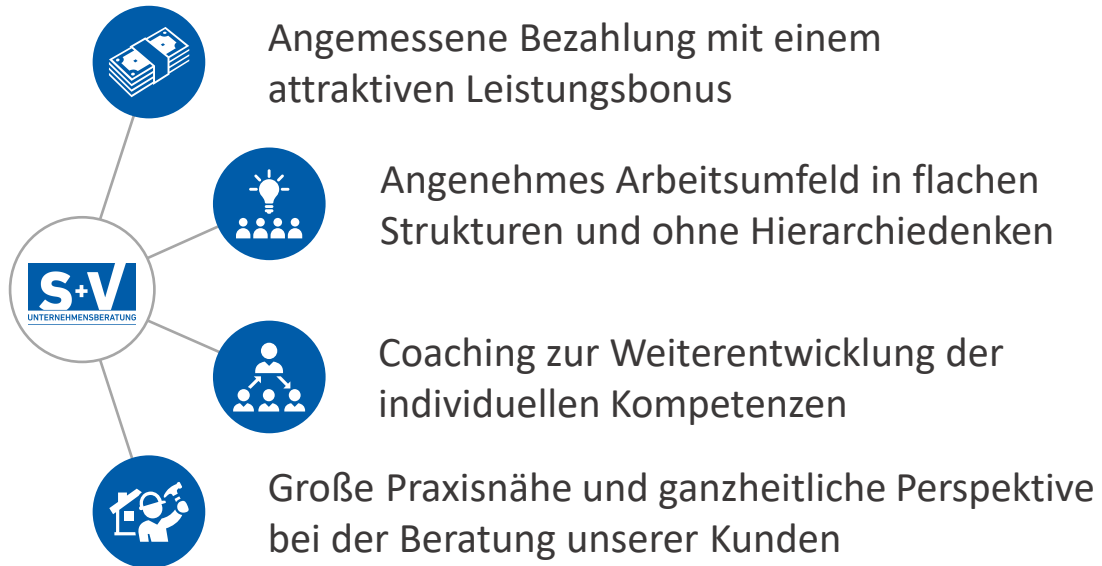 Angemessene Bezahlung mit einem
attraktiven Leistungsbonus
Angenehmes Arbeitsumfeld in flachen
Strukturen und ohne Hierarchiedenken
S+V
UNTERNEHMENSBERATUNG
Coaching zur Weiterentwicklung der
individuellen Kompetenzen
Große Praxisnähe und ganzheitliche Perspektive
bei der Beratung unserer Kunden